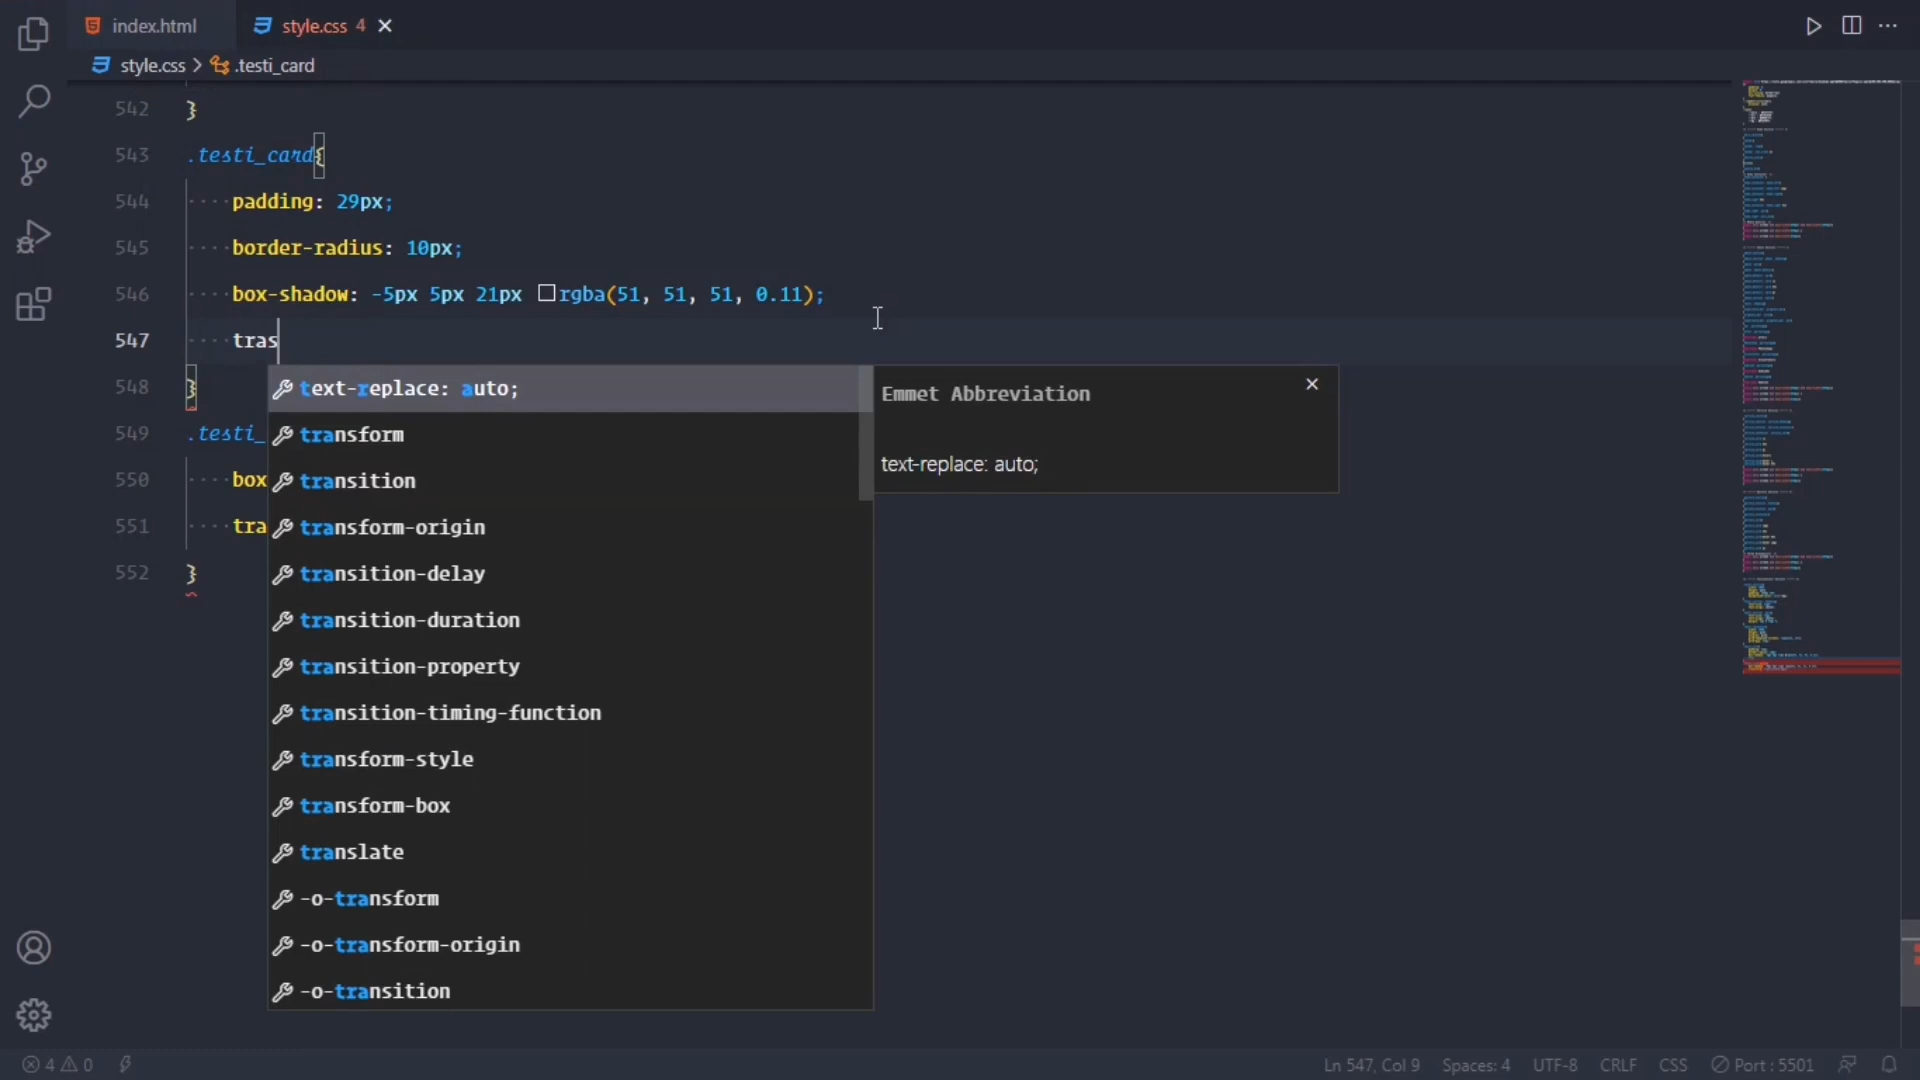 index.html
style.css 4
style.css > .testi_card
542 }
543 .testi_card{
544 padding: 29px;
545 border-radius: 10px;
546 box-shadow: -5px 5px 21px rgba(51, 51, 51, 0.11);
547 tras
548 }
549 .testi_
550 box
551 tra
552 }
text-replace: auto;
transform
transition
transform-origin
transition-delay
transition-duration
transition-property
transition-timing-function
transform-style
transform-box
translate
-o-transform
-o-transform-origin
-o-transition
Emmet Abbreviation
text-replace: auto;
4 0
Ln 547, Col 9 Spaces: 4 UTF-8 CRLF CSS Port : 5501